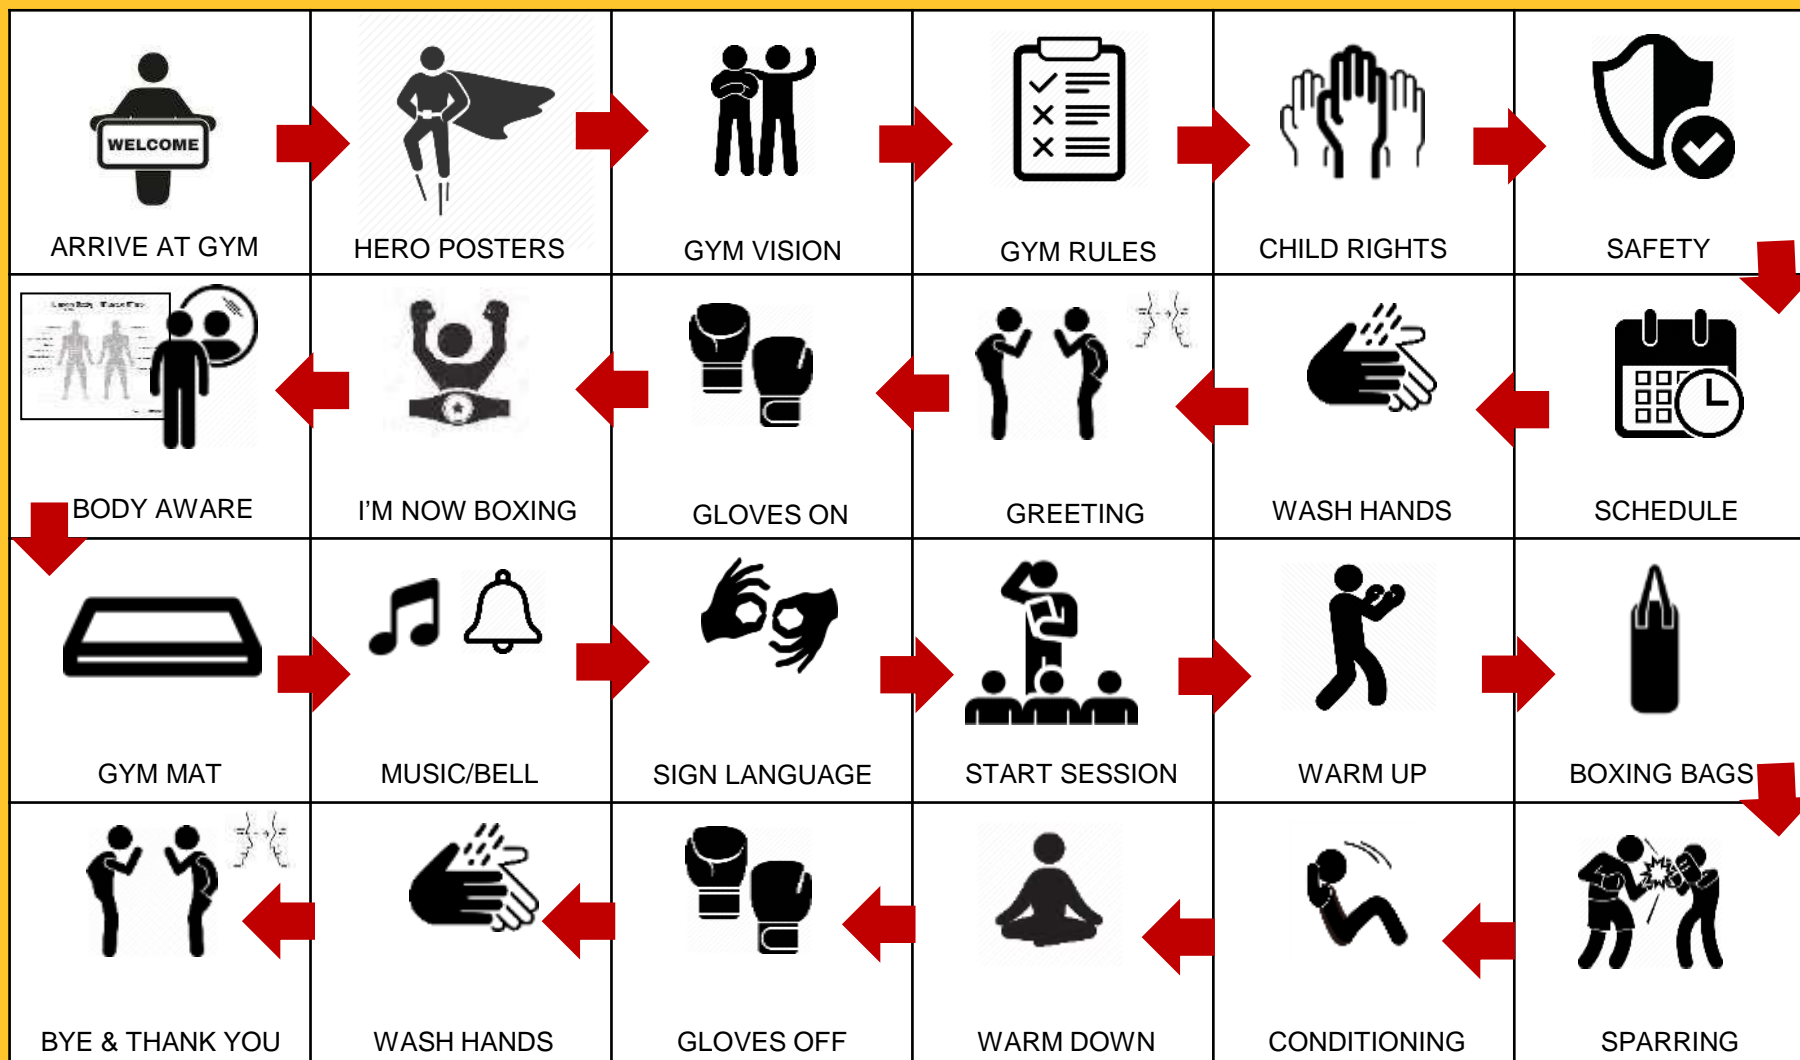 WELCOME
ARRIVE AT GYM
HERO POSTERS
GYM VISION
GYM RULES
CHILD RIGHTS
SAFETY
BODY AWARE
I'M NOW BOXING
GLOVES ON
GREETING
WASH HANDS
SCHEDULE
GYM MAT
MUSIC/BELL
SIGN LANGUAGE
START SESSION
WARM UP
BOXING BAGS
BYE & THANK YOU
WASH HANDS
GLOVES OFF
WARM DOWN
CONDITIONING
SPARRING